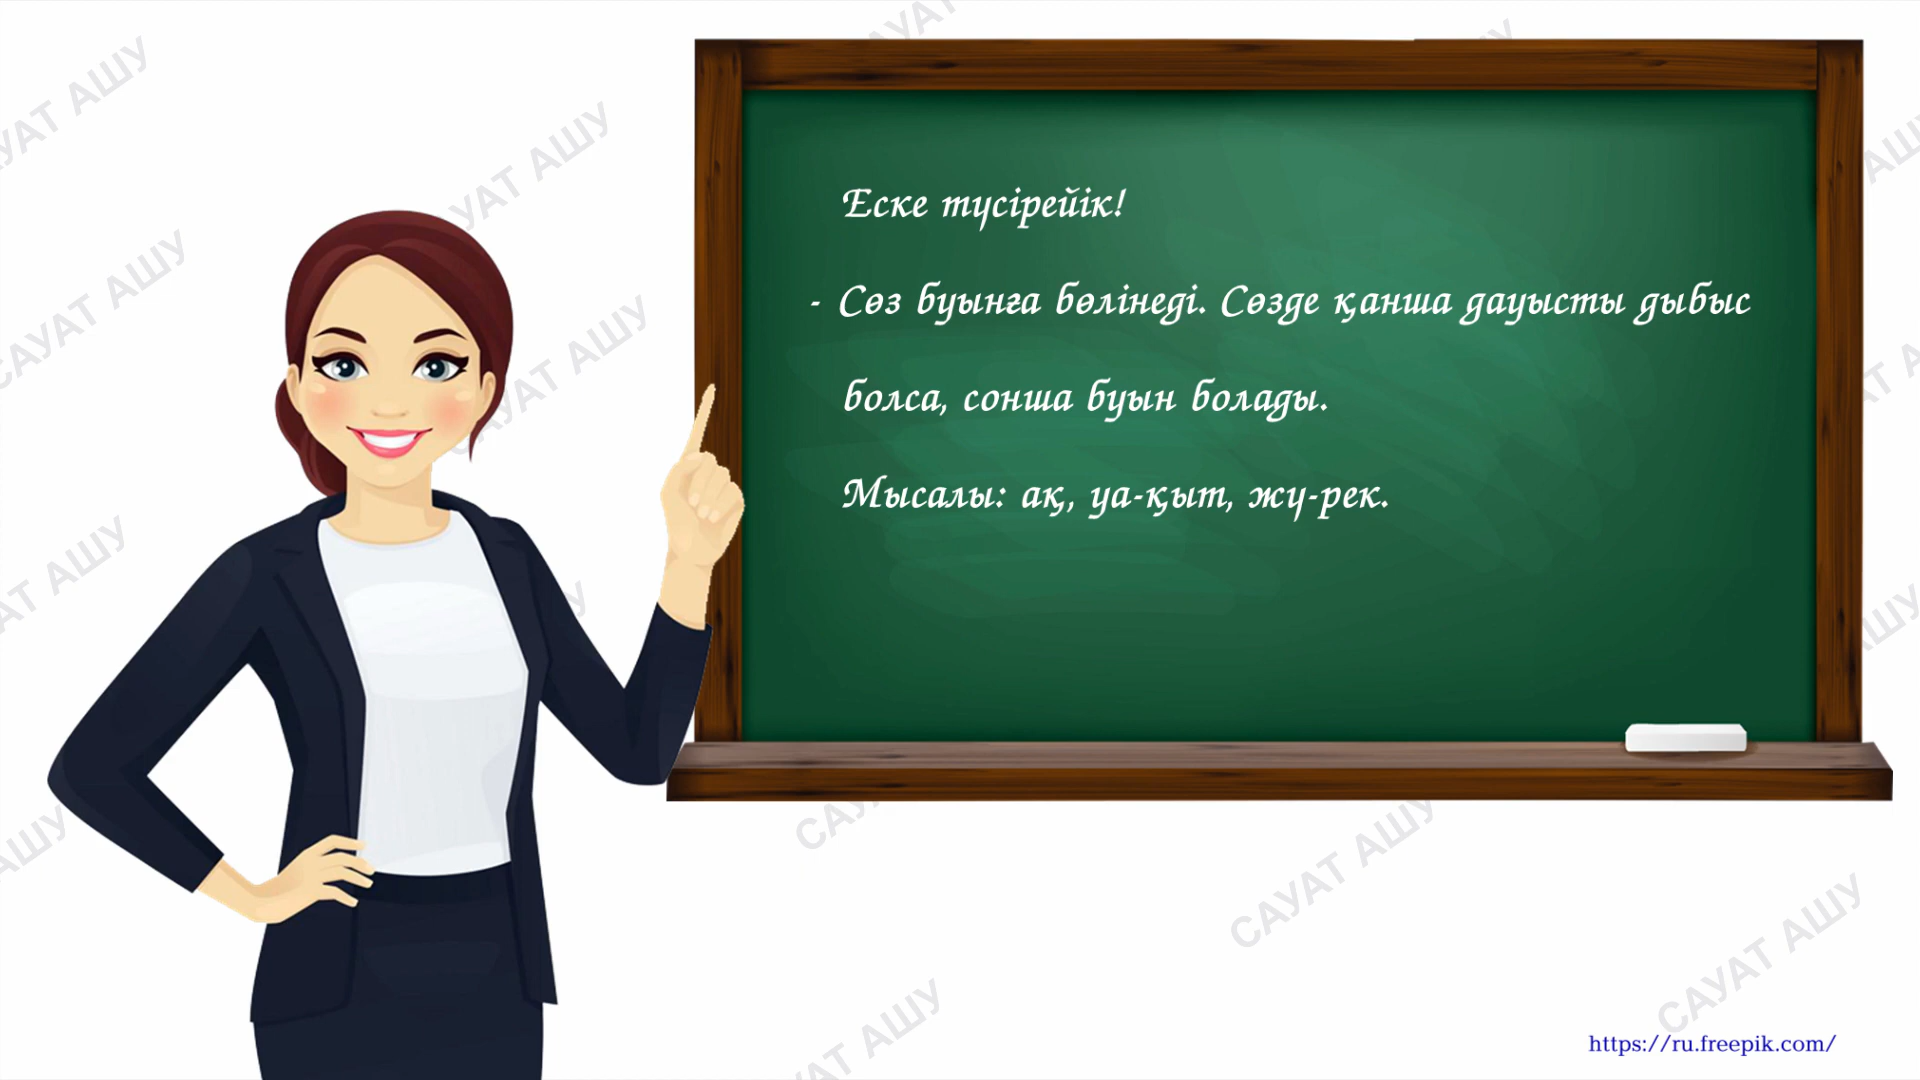 Еске түсірейік!
- Сөз буынға бөлінеді. Сөзде қанша дауысты дыбыс
болса, сонша буын болады.
Мысалы: ақ, уа-қыт, жү-рек.
САУАТ АШУ
https://ru.freepik.com/